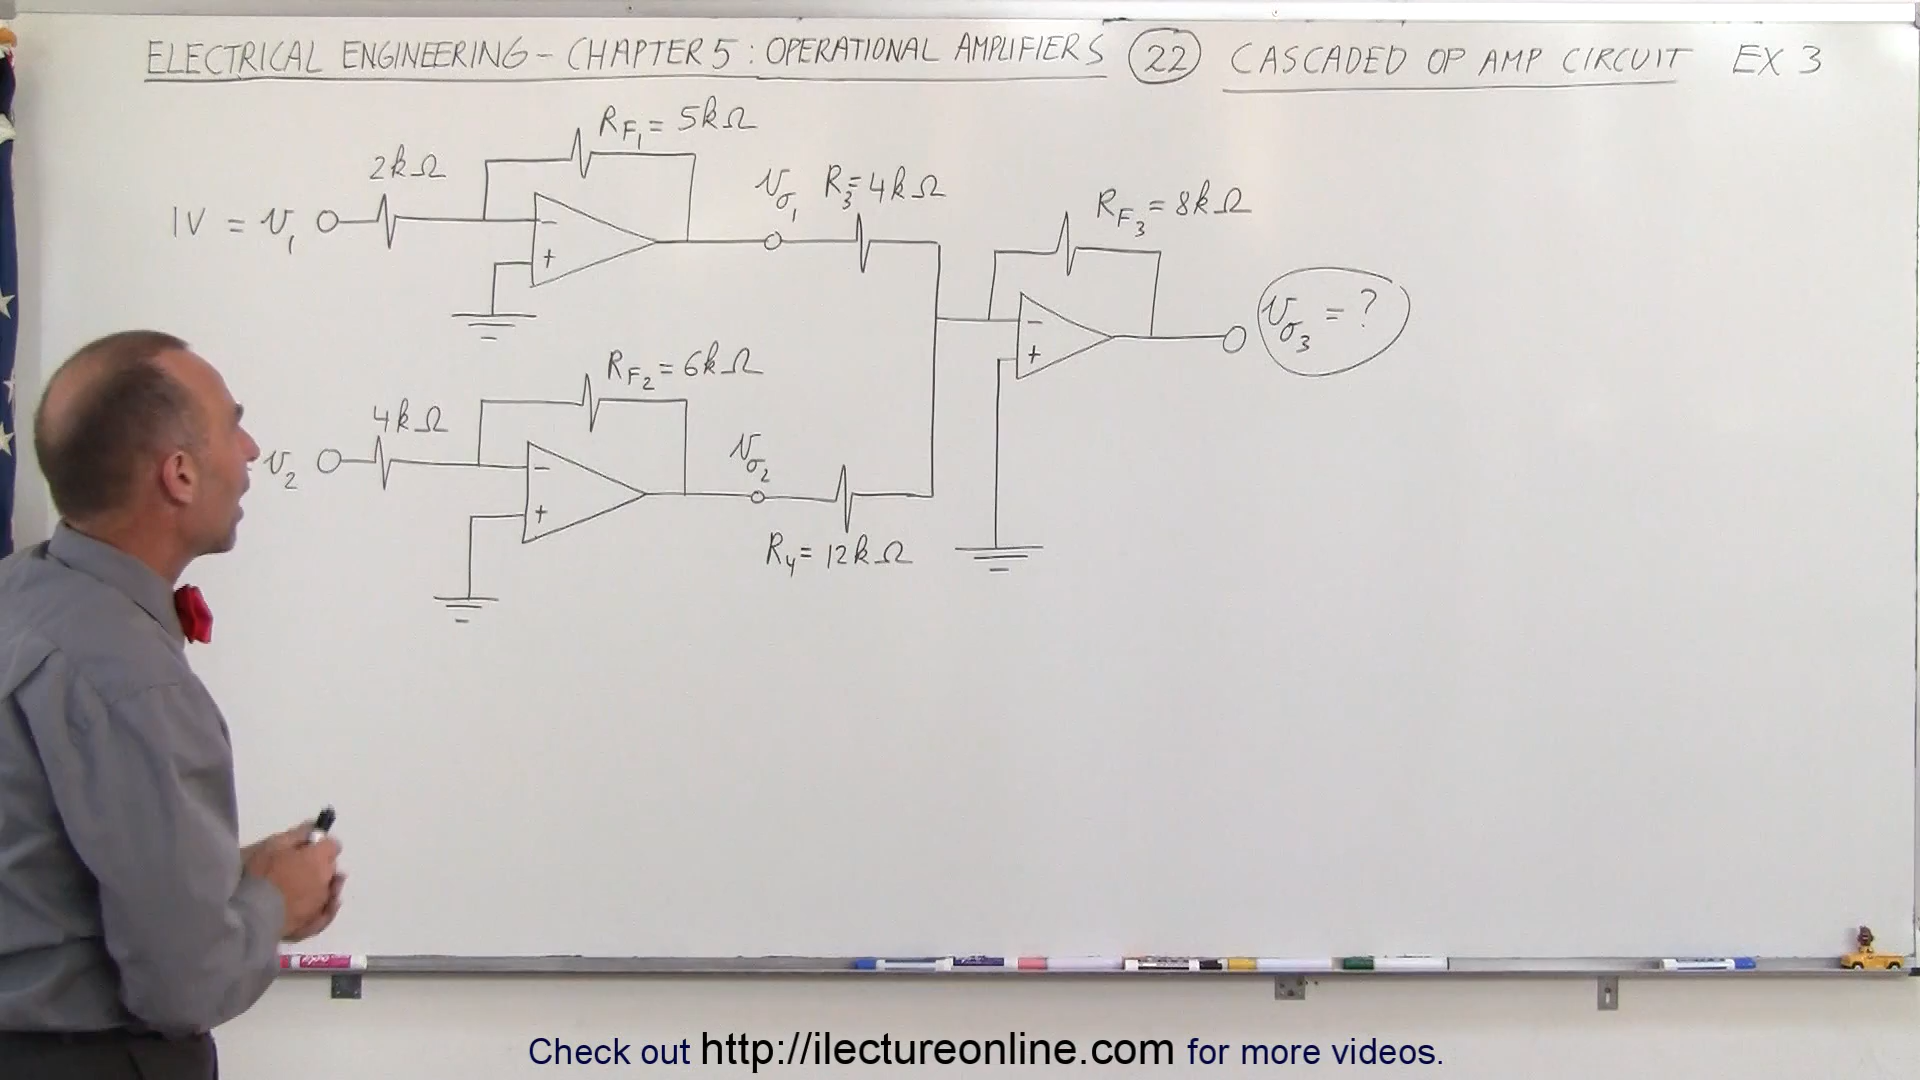 ELECTRICAL ENGINEERING - CHAPTER 5 : OPERATIONAL AMPLIFIERS 22 CASCADED OP AMP CIRCUIT EX 3
RF1 = 5kΩ
2kΩ
1V = v1
vo1
R3 = 4kΩ
RF3 = 8kΩ
- +
vo3 = ?
- +
RF2 = 6kΩ
4kΩ
v2
vo2
- +
R4 = 12kΩ
Check out http://ilectureonline.com for more videos.